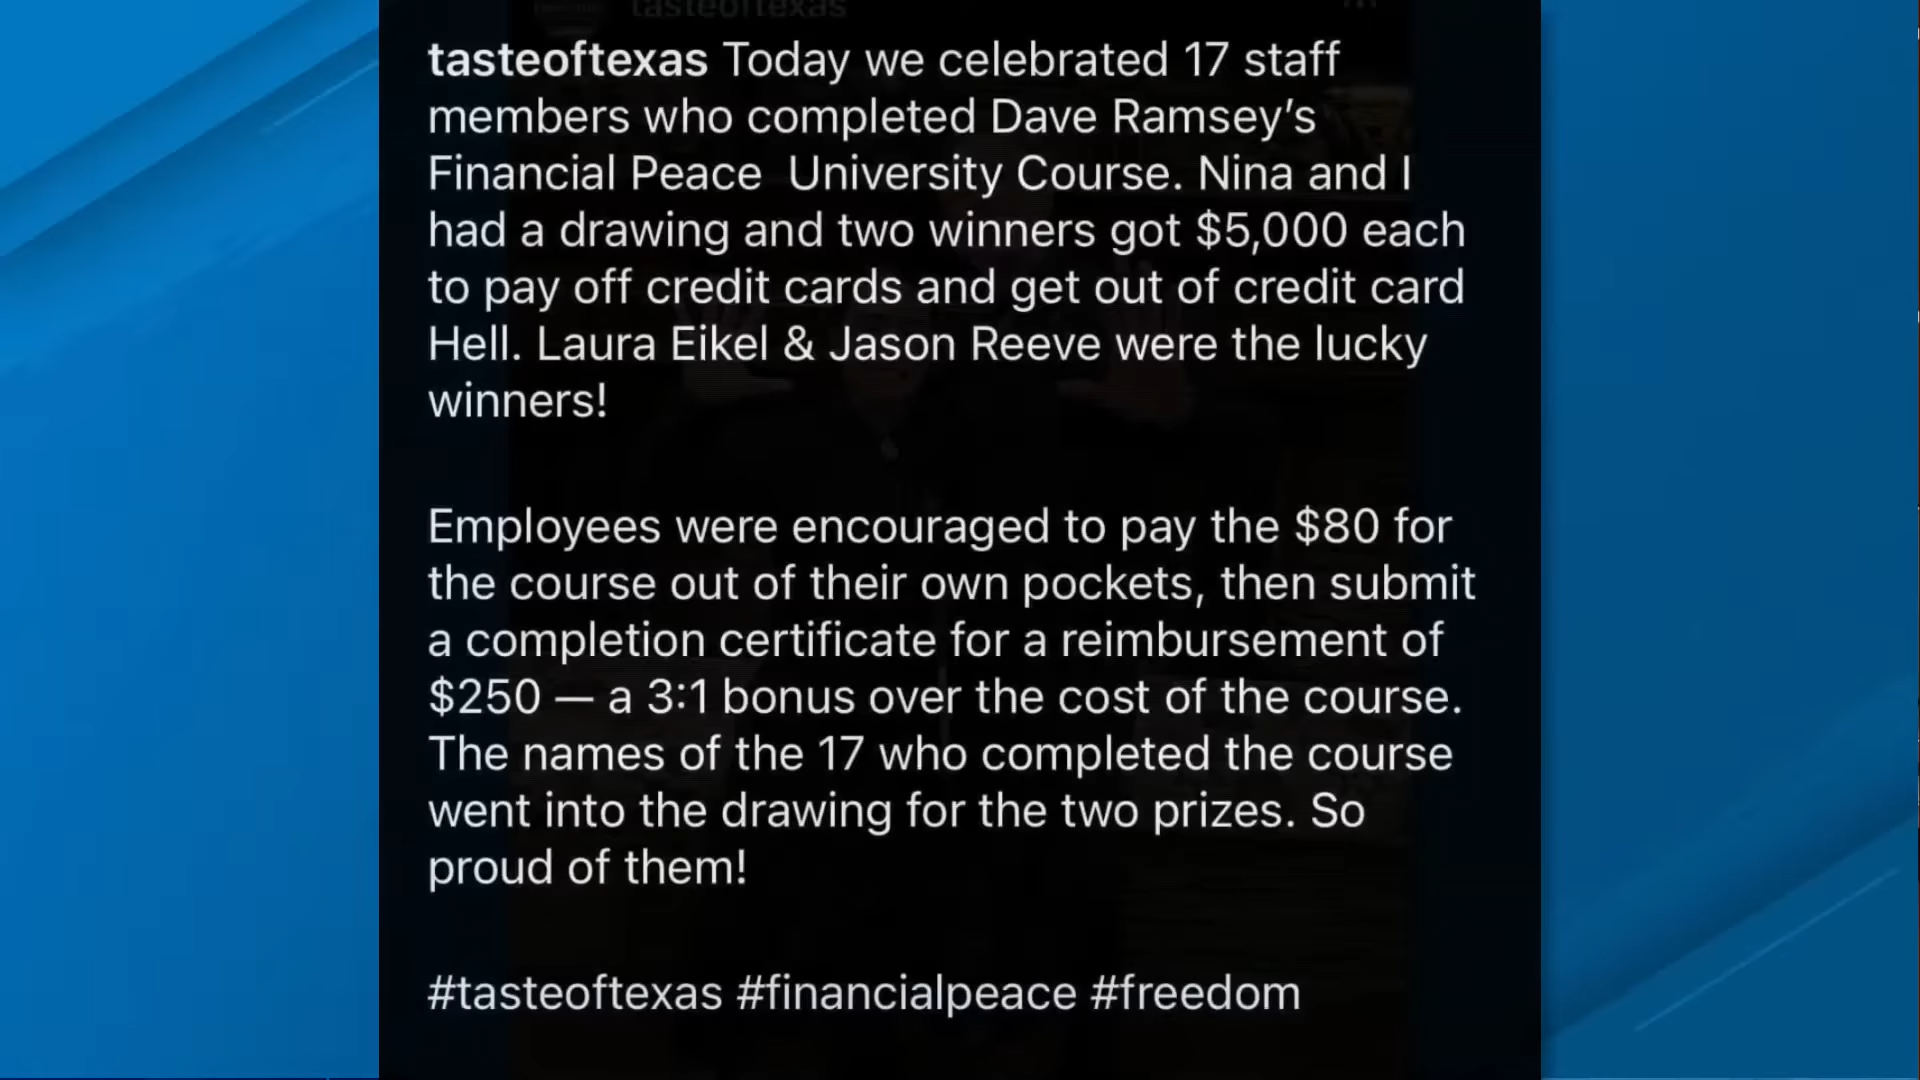 tasteoftexas
tasteoftexas Today we celebrated 17 staff
members who completed Dave Ramsey’s
Financial Peace  University Course. Nina and I
had a drawing and two winners got $5,000 each
to pay off credit cards and get out of credit card
Hell. Laura Eikel & Jason Reeve were the lucky
winners!
Employees were encouraged to pay the $80 for
the course out of their own pockets, then submit
a completion certificate for a reimbursement of
$250 — a 3:1 bonus over the cost of the course.
The names of the 17 who completed the course
went into the drawing for the two prizes. So
proud of them!
#tasteoftexas #financialpeace #freedom